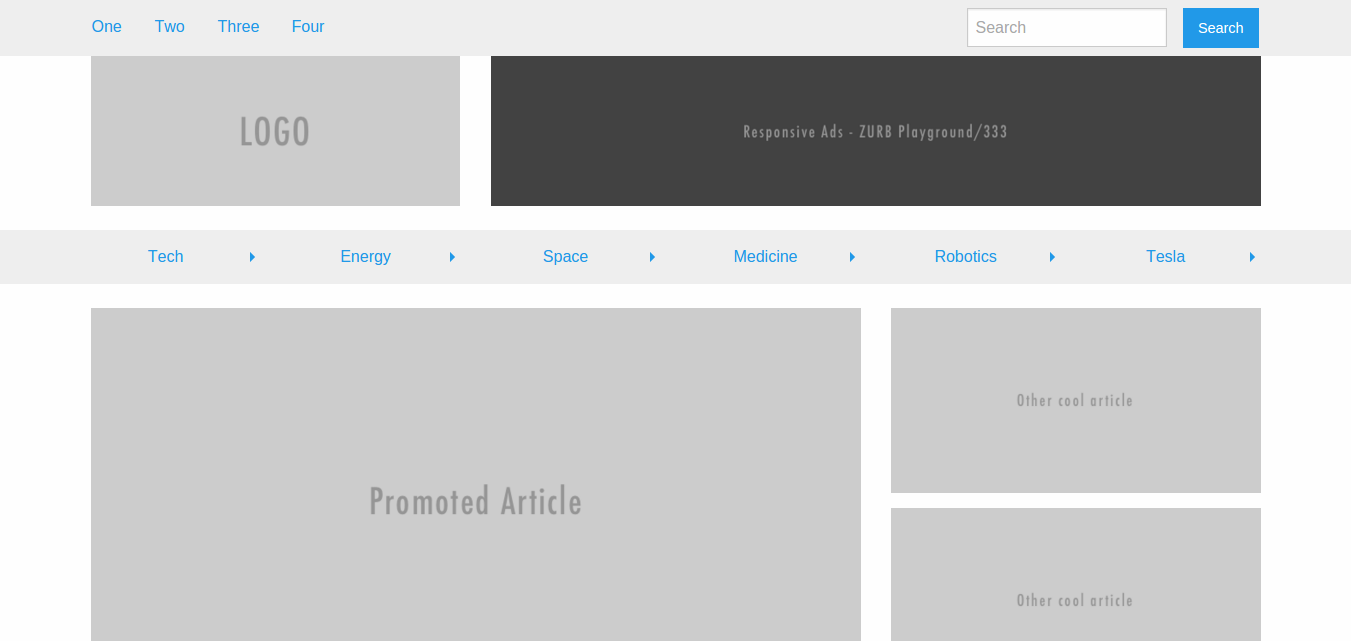 One Two Three Four Search Search
LOGO
Responsive Ads - ZURB Playground/333
Tech Energy Space Medicine Robotics Tesla
Promoted Article
Other cool article
Other cool article